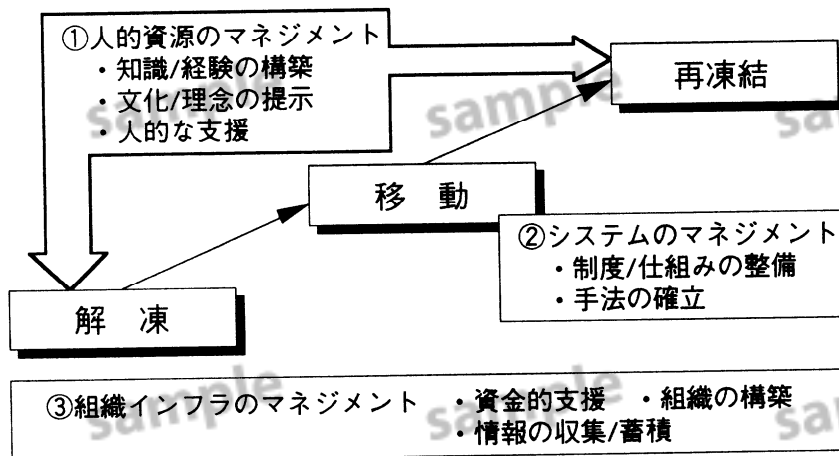 ①人的資源のマネジメント
・知識/経験の構築
・文化/理念の提示
・人的な支援
再凍結
移　動
②システムのマネジメント
・制度/仕組みの整備
・手法の確立
解　凍
③組織インフラのマネジメント　・資金的支援　・組織の構築
・情報の収集/蓄積
sample
sample
sa
sample
sample
sa